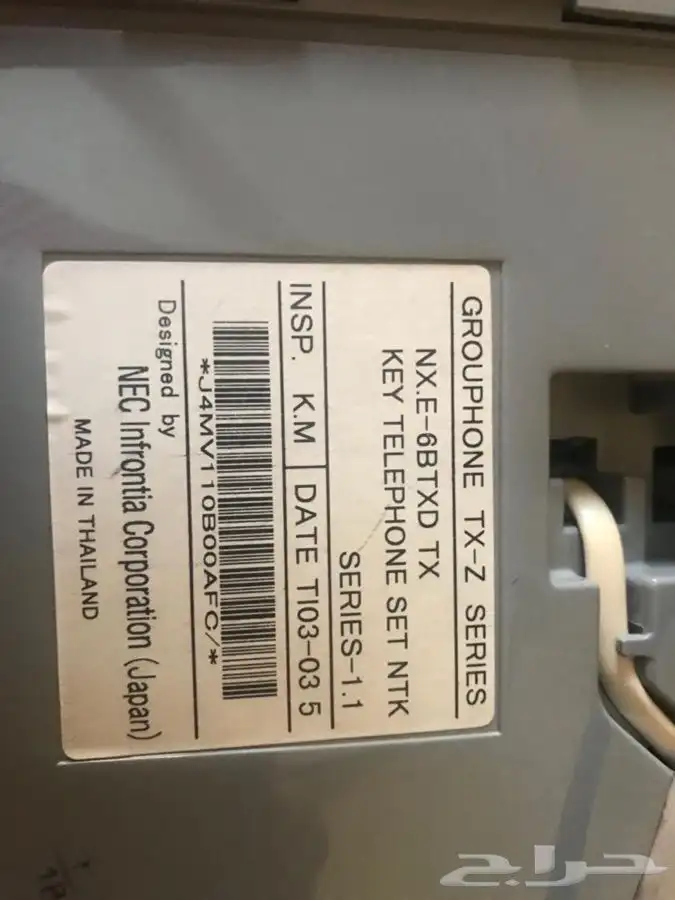 GROUPHONE TX-Z SERIES
NX.E-6BTXD TX
KEY TELEPHONE SET NTK
SERIES-1.1
INSP. K.M DATE TI03-03 5
*J4MV110B00AFC/*
Designed by
NEC Infrontia Corporation (Japan)
MADE IN THAILAND
حراج